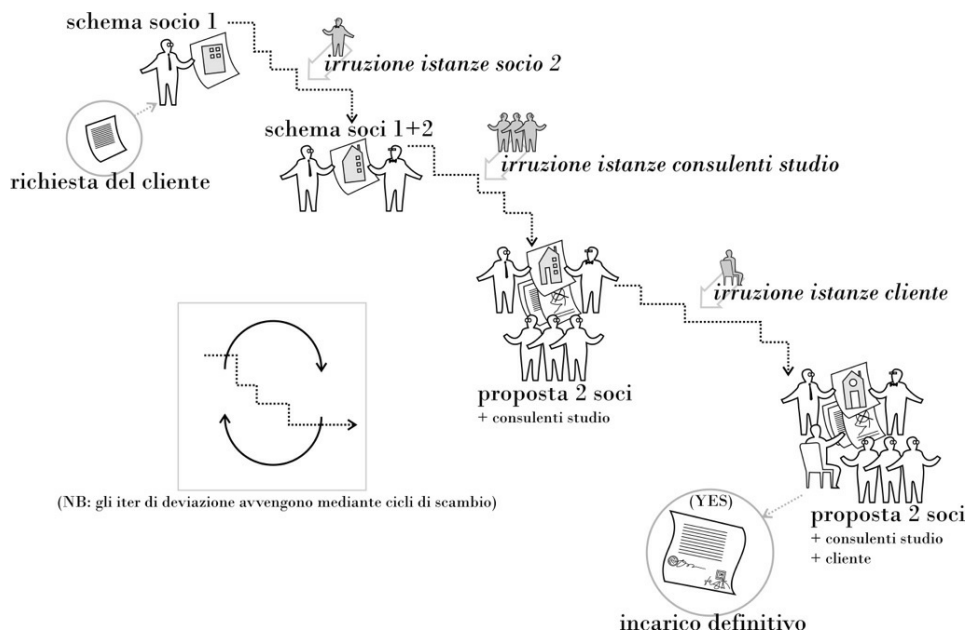 schema socio 1
irruzione istanze socio 2
richiesta del cliente
schema soci 1+2
irruzione istanze consulenti studio
irruzione istanze cliente
proposta 2 soci
+ consulenti studio
(NB: gli iter di deviazione avvengono mediante cicli di scambio)
(YES)
proposta 2 soci
+ consulenti studio
+ cliente
incarico definitivo